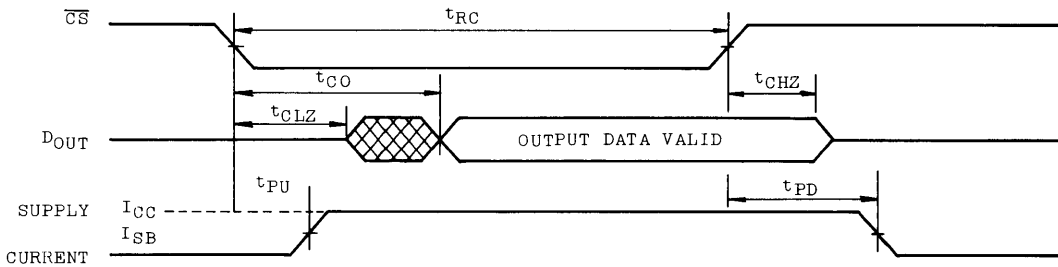 CS tRC
tCO tCHZ
tCLZ
DOUT OUTPUT DATA VALID
tPU tPD
SUPPLY ICC
ISB
CURRENT